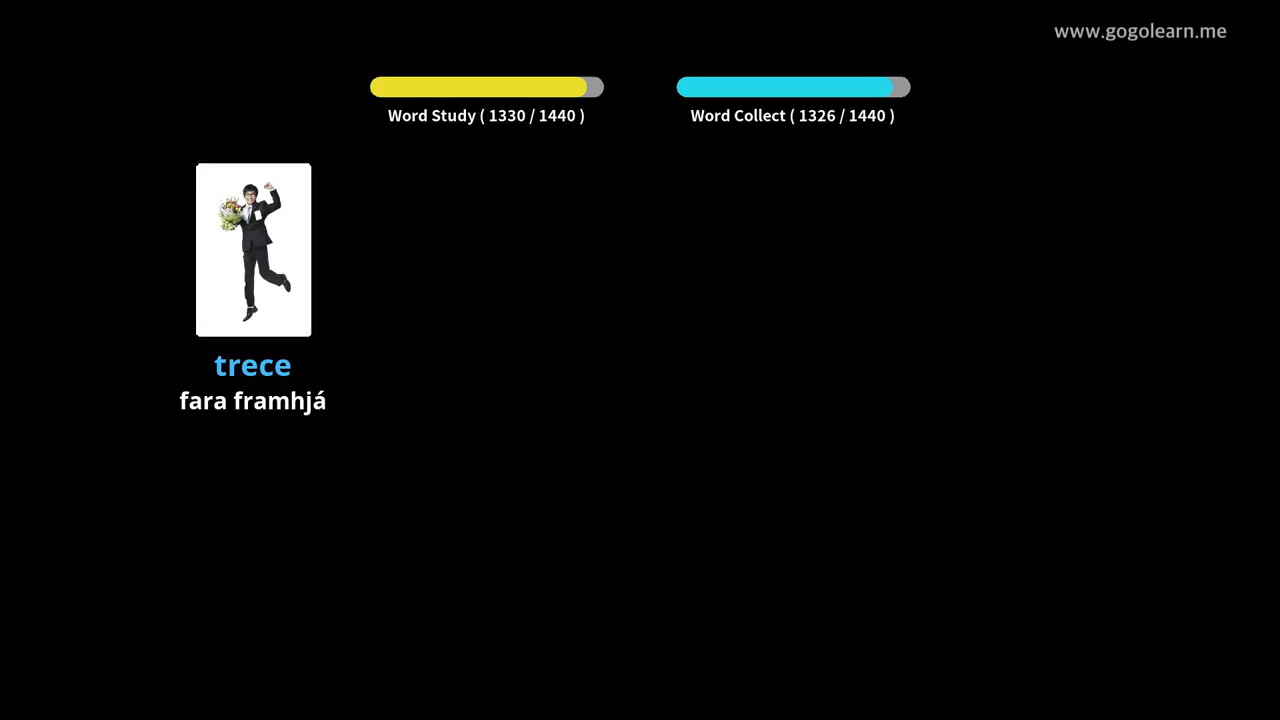 www.gogolearn.me
Word Study ( 1330 / 1440 )
Word Collect ( 1326 / 1440 )
trece
fara framhjá